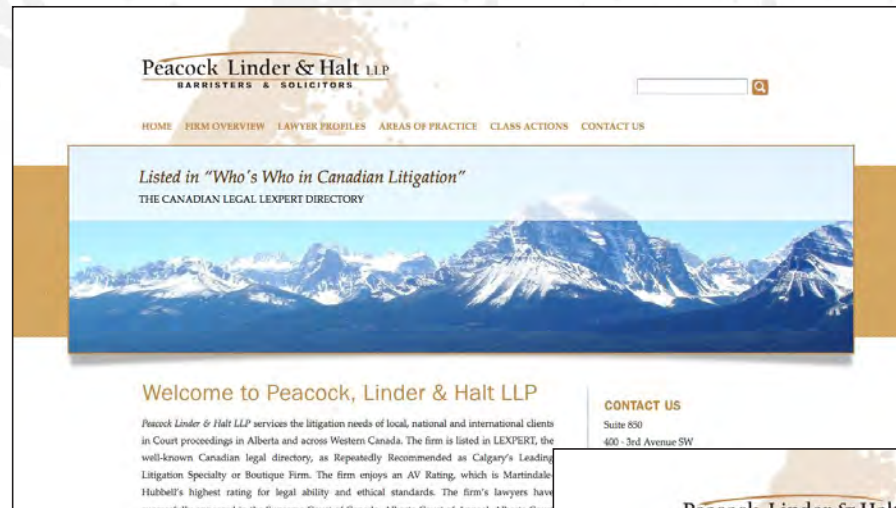 Peacock Linder & Halt LLP
BARRISTERS & SOLICITORS
HOME FIRM OVERVIEW LAWYER PROFILES AREAS OF PRACTICE CLASS ACTIONS CONTACT US
Listed in "Who's Who in Canadian Litigation"
THE CANADIAN LEGAL LEXPERT DIRECTORY
Welcome to Peacock, Linder & Halt LLP
Peacock Linder & Halt LLP services the litigation needs of local, national and international clients
in Court proceedings in Alberta and across Western Canada. The firm is listed in LEXPERT, the
well-known Canadian legal directory, as Repeatedly Recommended as Calgary's Leading
Litigation Specialty or Boutique Firm. The firm enjoys an AV Rating, which is Martindale-
Hubbell's highest rating for legal ability and ethical standards. The firm's lawyers have
CONTACT US
Suite 850
400 - 3rd Avenue SW
Peacock Linder & Halt